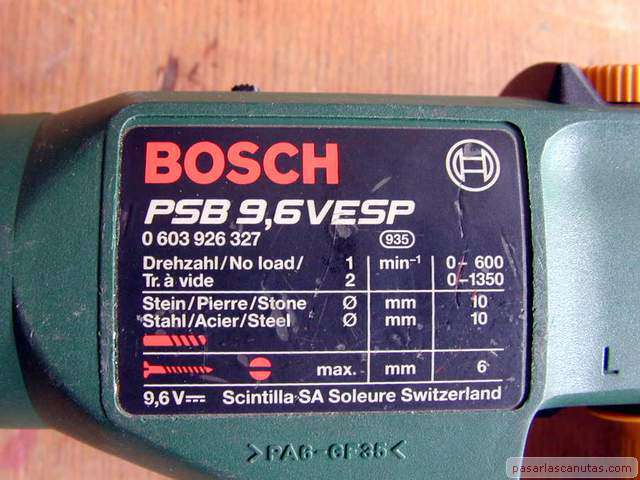 BOSCH
PSB 9,6 VESP
0 603 926 327 935
Drehzahl/No load/ 1 min⁻¹ 0– 600
Tr. à vide 2 0–1350
Stein/Pierre/Stone Ø mm 10
Stahl/Acier/Steel Ø mm 10
max. mm 6
9,6 V⎓ Scintilla SA Soleure Switzerland
>PA6-GF35<
L
pasarlascanutas.com